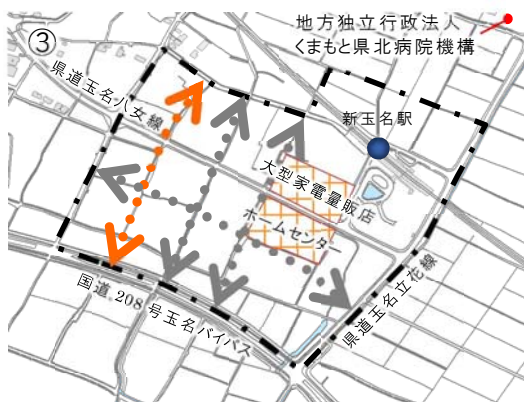 地方独立行政法人
くまもと県北病院機構
③
県道玉名八女線
新玉名駅
大型家電量販店
ホームセンター
国道208号玉名バイパス
県道玉名立花線